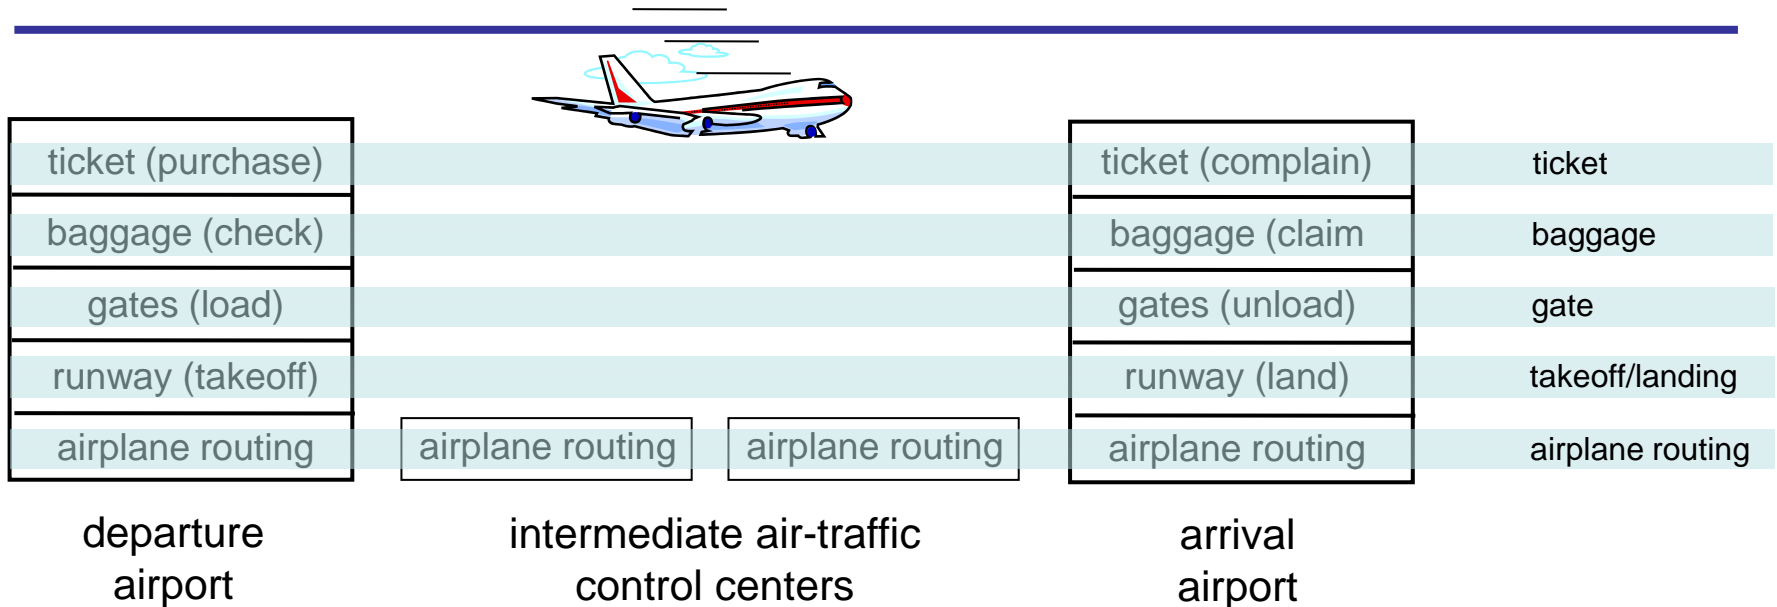 ticket (purchase)
ticket (complain)
ticket
baggage (check)
baggage (claim
baggage
gates (load)
gates (unload)
gate
runway (takeoff)
runway (land)
takeoff/landing
airplane routing
airplane routing
airplane routing
airplane routing
airplane routing
departure
airport
intermediate air-traffic
control centers
arrival
airport